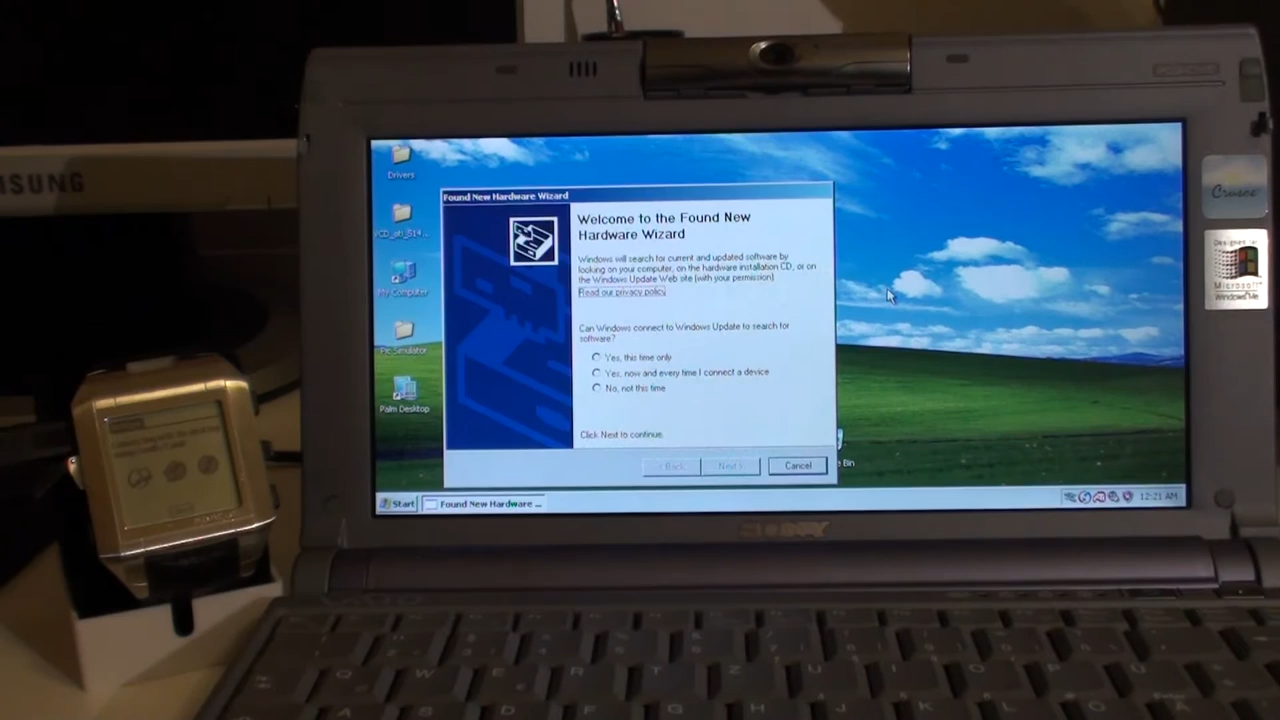 SUNG
Drivers
My Computer
Pic Simulator
Palm Desktop
Found New Hardware Wizard
Welcome to the Found New
Hardware Wizard
Windows will search for current and updated software by
looking on your computer, on the hardware installation CD, or on
the Windows Update Web site (with your permission)
Read our privacy policy
Can Windows connect to Windows Update to search for
software?
Yes, this time only
Yes, now and every time I connect a device
No, not this time
Click Next to continue.
< Back
Next >
Cancel
Bin
Start
Found New Hardware ...
12:21 AM
SONY
Crusoe
Designed for
Microsoft
Windows Me
Q W E R T Z U I O P Ü
A S D F G H J K L Ö